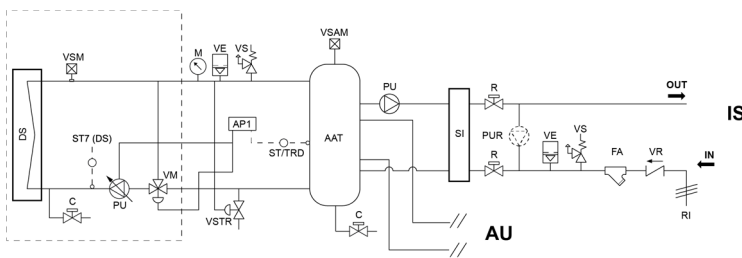 VSAM
VSM
M
VE
VS
PU
R
OUT
IS
DS
ST7 (DS)
AP1
ST/TRD
AAT
SI
PUR
VE
VS
FA
VR
IN
VM
R
C
PU
VSTR
C
AU
RI